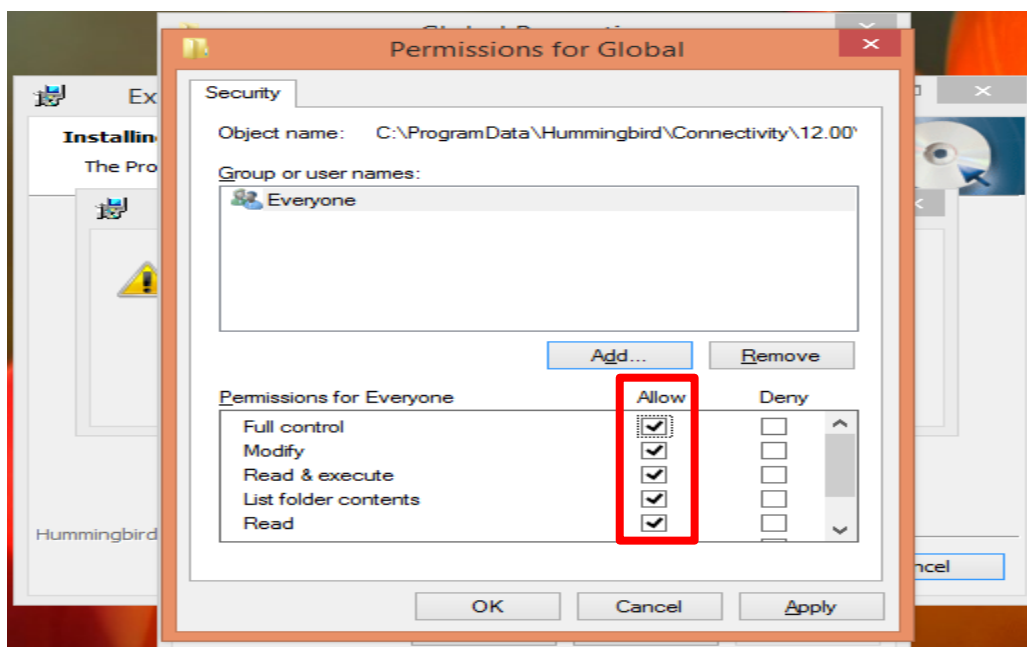 Permissions for Global
Ex
Security
Installin
Object name: C:\ProgramData\Hummingbird\Connectivity\12.00\
The Pro
Group or user names:
Everyone
Add... Remove
Permissions for Everyone Allow Deny
Full control
Modify
Read & execute
List folder contents
Read
Hummingbird
ncel
OK Cancel Apply